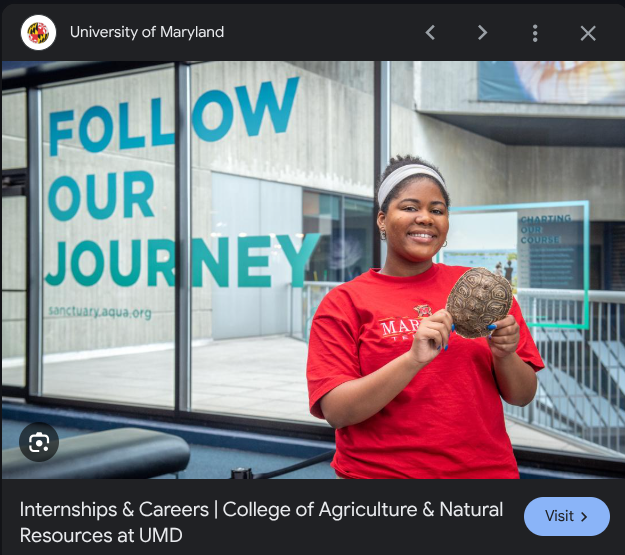 University of Maryland
FOLLOW
OUR
JOURNEY
sanctuary.aqua.org
CHARTING
OUR
COURSE
Internships & Careers | College of Agriculture & Natural
Resources at UMD
Visit